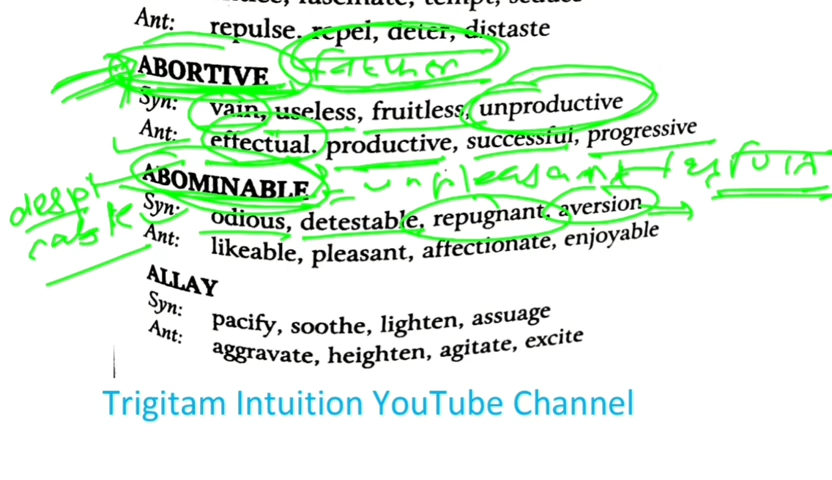 Ant: repulse. repel, deter, distaste
ABORTIVE
Syn: vain, useless, fruitless, unproductive
Ant: effectual. productive, successful, progressive
ABOMINABLE = unpleasant
Syn: odious, detestable, repugnant, aversion
Ant: likeable, pleasant, affectionate, enjoyable
ALLAY
Syn: pacify, soothe, lighten, assuage
Ant: aggravate, heighten, agitate, excite
Trigitam Intuition YouTube Channel